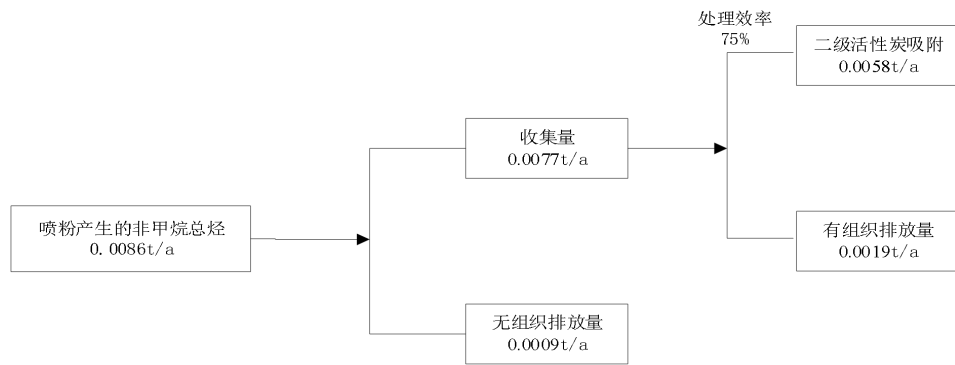 处理效率
75%
二级活性炭吸附
0.0058t/a
收集量
0.0077t/a
喷粉产生的非甲烷总烃
0.0086t/a
有组织排放量
0.0019t/a
无组织排放量
0.0009t/a